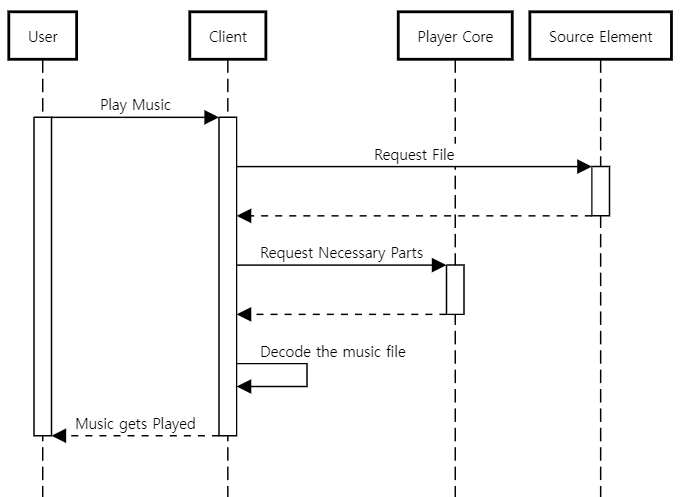 User
Client
Player Core
Source Element
Play Music
Request File
Request Necessary Parts
Decode the music file
Music gets Played